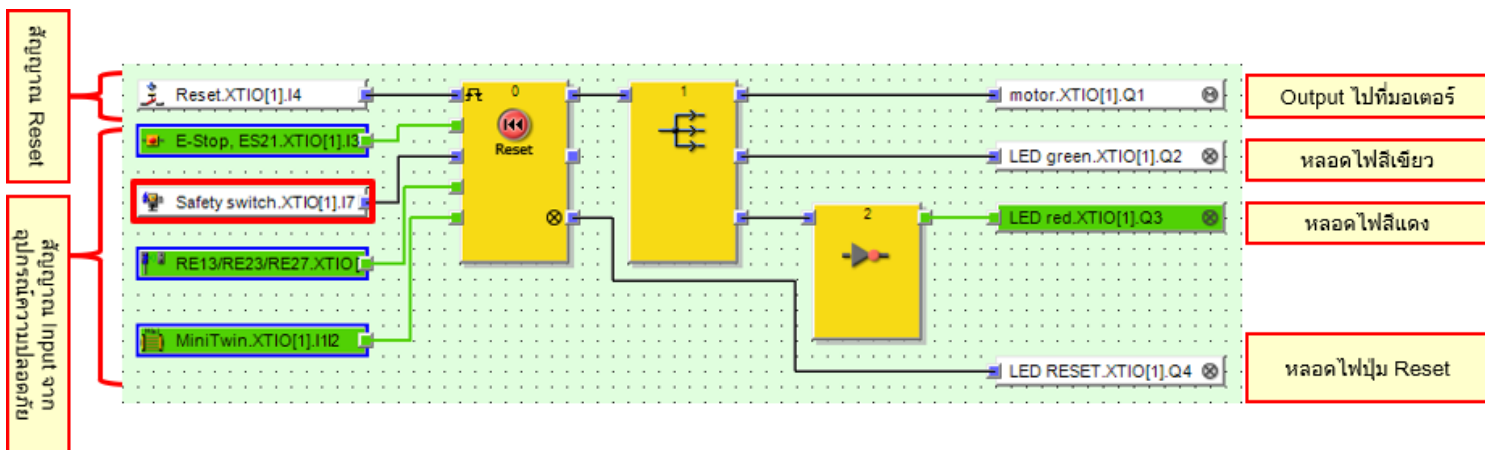 สัญญาณ Reset
สัญญาณ Input จาก
อุปกรณ์ความปลอดภัย
Reset.XTIO[1].I4
E-Stop, ES21.XTIO[1].I3
Safety switch.XTIO[1].I7
RE13/RE23/RE27.XTIO[
MiniTwin.XTIO[1].I1I2
0
Reset
1
2
motor.XTIO[1].Q1
LED green.XTIO[1].Q2
LED red.XTIO[1].Q3
LED RESET.XTIO[1].Q4
Output ไปที่มอเตอร์
หลอดไฟสีเขียว
หลอดไฟสีแดง
หลอดไฟปุ่ม Reset